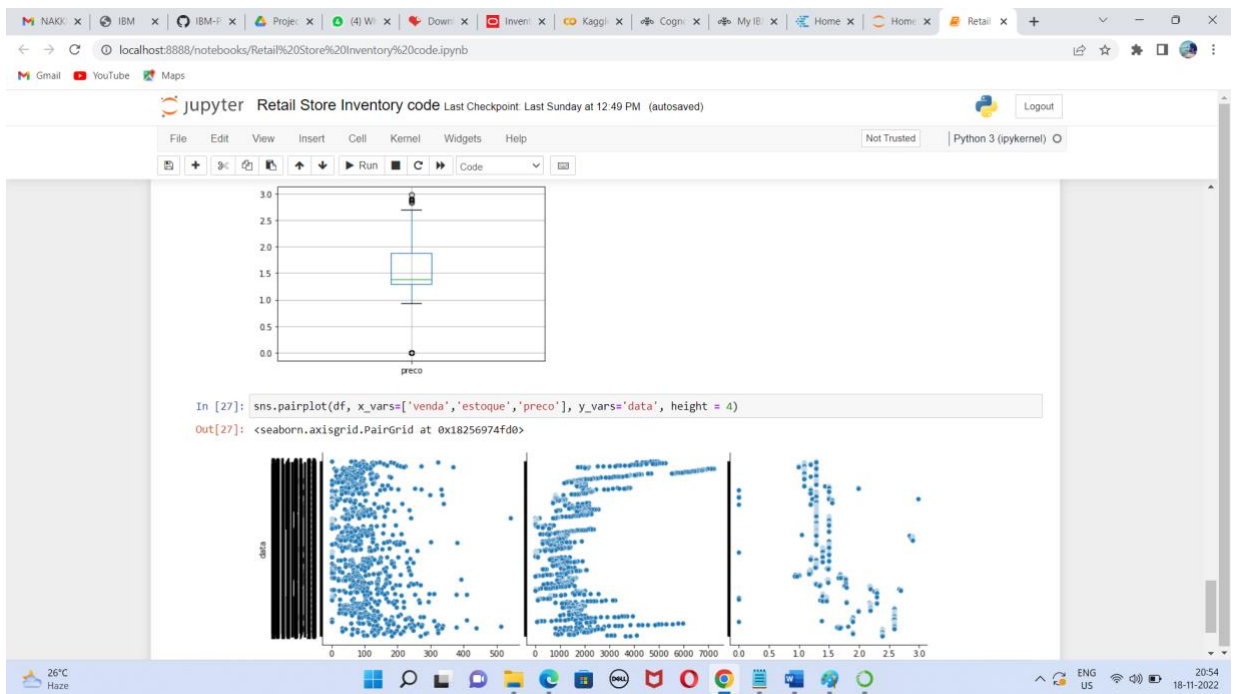 NAKK IBM IBM-P Projec (4) W Down Invent Kaggl Cogn My IB Home Home Retail
localhost:8888/notebooks/Retail%20Store%20Inventory%20code.ipynb
Gmail YouTube Maps
jupyter Retail Store Inventory code Last Checkpoint: Last Sunday at 12:49 PM (autosaved) Logout
File Edit View Insert Cell Kernel Widgets Help Not Trusted Python 3 (ipykernel)
Run Code
3.0
2.5
2.0
1.5
1.0
0.5
0.0
preco
In [27]: sns.pairplot(df, x_vars=['venda','estoque','preco'], y_vars='data', height = 4)
Out[27]: <seaborn.axisgrid.PairGrid at 0x18256974fd0>
data
0 100 200 300 400 500 0 1000 2000 3000 4000 5000 6000 7000 0.0 0.5 1.0 1.5 2.0 2.5 3.0
26°C
Haze
DELL
ENG
US
20:54
18-11-2022